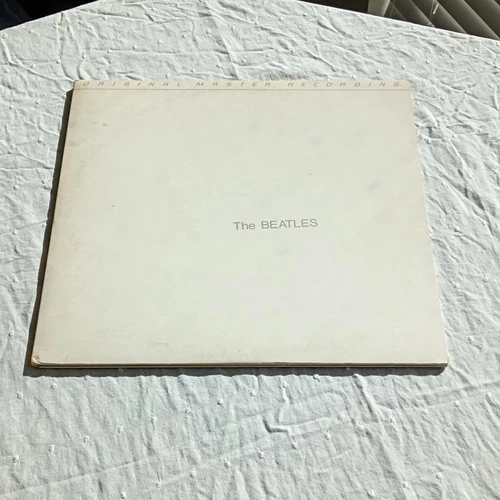 ORIGINAL MASTER RECORDING
The BEATLES